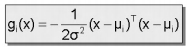 gᵢ(x) = − 1/2σ² (x − μᵢ)ᵀ (x − μᵢ)